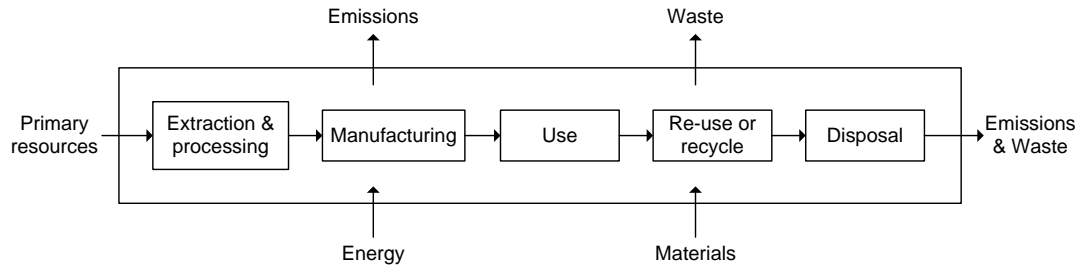 Emissions
Waste
Primary
resources
Extraction &
processing
Manufacturing
Use
Re-use or
recycle
Disposal
Emissions
& Waste
Energy
Materials